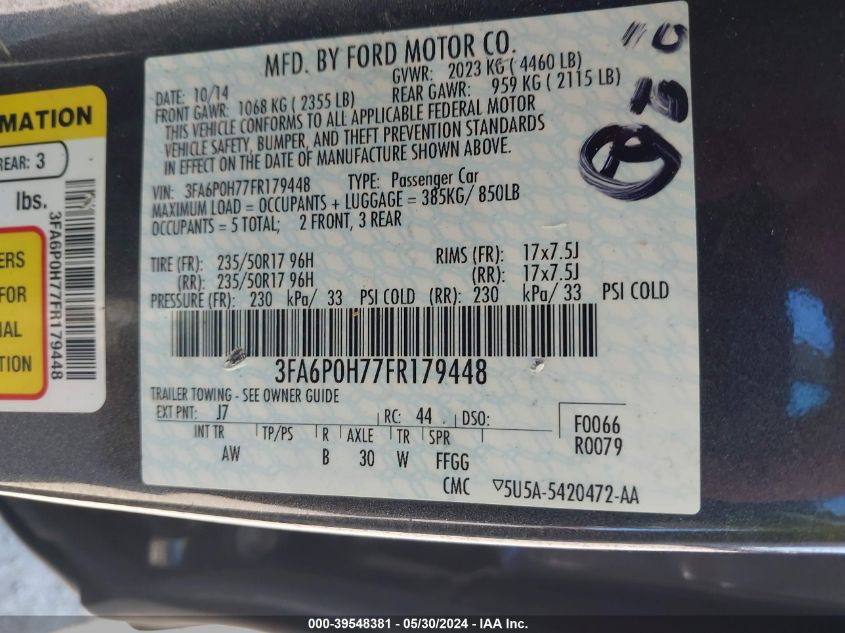 MFD. BY FORD MOTOR CO.
DATE: 10/14 GVWR: 2023 KG ( 4460 LB)
FRONT GAWR: 1068 KG ( 2355 LB) REAR GAWR: 959 KG ( 2115 LB)
THIS VEHICLE CONFORMS TO ALL APPLICABLE FEDERAL MOTOR
VEHICLE SAFETY, BUMPER, AND THEFT PREVENTION STANDARDS
IN EFFECT ON THE DATE OF MANUFACTURE SHOWN ABOVE.
VIN: 3FA6P0H77FR179448 TYPE: Passenger Car
MAXIMUM LOAD = OCCUPANTS + LUGGAGE = 385KG/ 850LB
OCCUPANTS = 5 TOTAL; 2 FRONT, 3 REAR
TIRE (FR): 235/50R17 96H RIMS (FR): 17x7.5J
(RR): 235/50R17 96H (RR): 17x7.5J
PRESSURE (FR): 230 kPa/ 33 PSI COLD (RR): 230 kPa/ 33 PSI COLD
3FA6P0H77FR179448
TRAILER TOWING - SEE OWNER GUIDE
EXT PNT: J7 RC: 44 DSO: F0066
INT TR TP/PS R AXLE TR SPR R0079
AW B 30 W FFGG
CMC 5U5A-5420472-AA
MATION
REAR: 3
lbs.
3FA6P0H77FR179448
ERS
FOR
IAL
TION
000-39548381 - 05/30/2024 - IAA Inc.